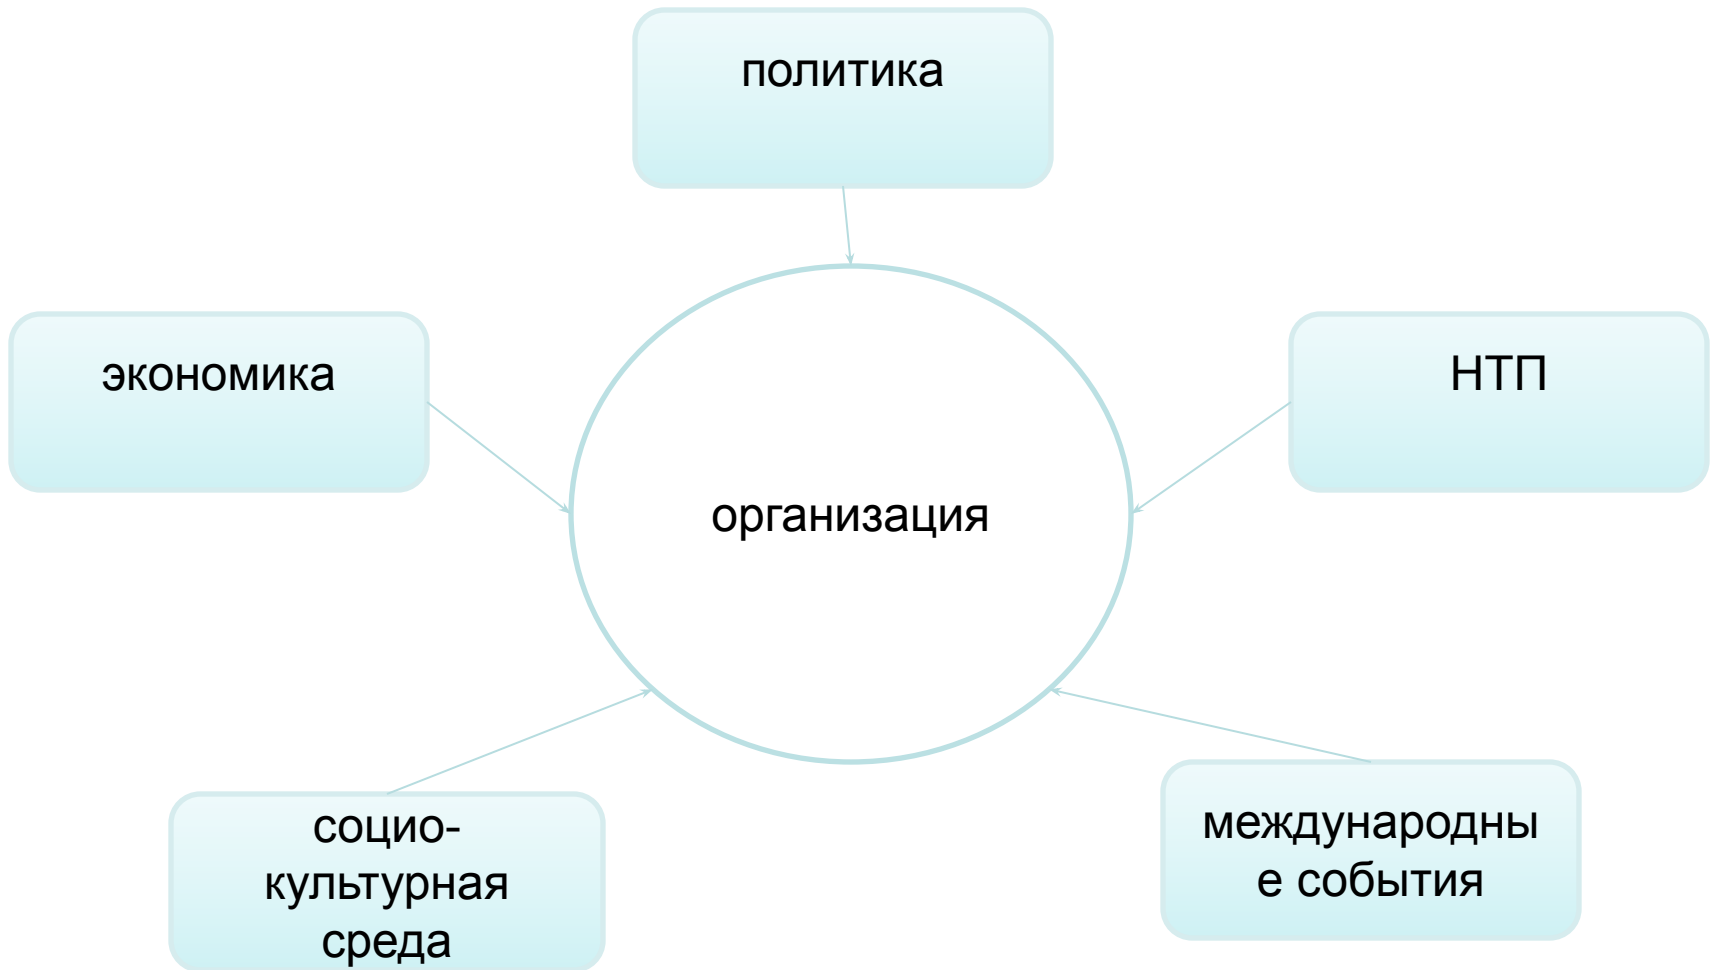 политика
экономика
НТП
организация
социо-
культурная
среда
международны
е события